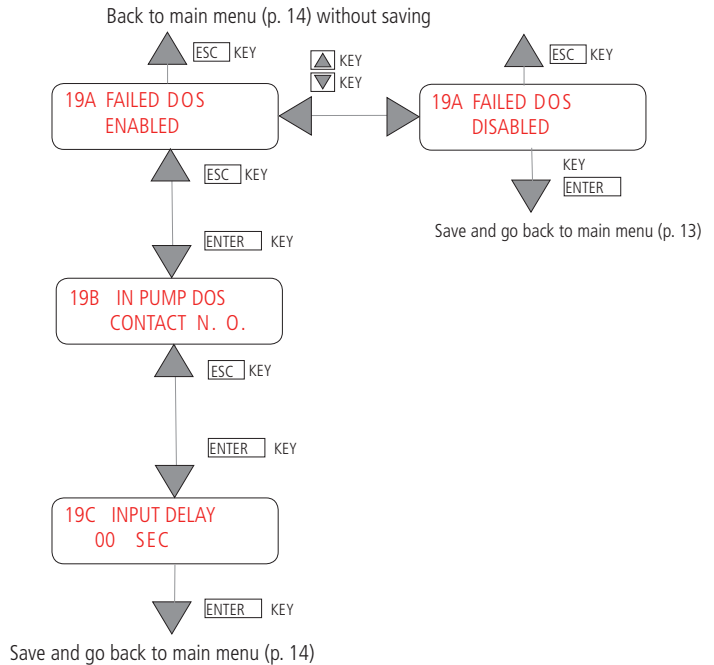 Back to main menu (p. 14) without saving
ESC KEY
KEY
KEY
ESC KEY
19A FAILED DOS
ENABLED
19A FAILED DOS
DISABLED
ESC KEY
KEY
ENTER
ENTER KEY
Save and go back to main menu (p. 13)
19B IN PUMP DOS
CONTACT N. O.
ESC KEY
ENTER KEY
19C INPUT DELAY
00 SEC
ENTER KEY
Save and go back to main menu (p. 14)